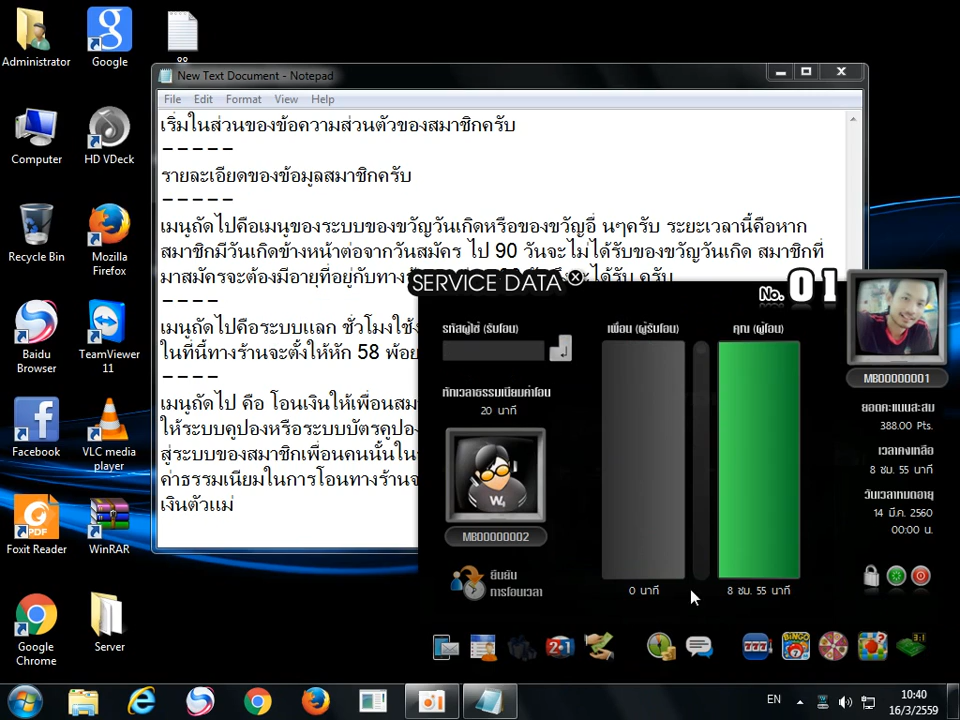 Administrator
Google
New Text Document - Notepad
File Edit Format View Help
Computer
HD VDeck
Recycle Bin
Mozilla Firefox
Baidu Browser
TeamViewer 11
Facebook
VLC media player
Foxit Reader
WinRAR
Google Chrome
Server
เริ่มในส่วนของข้อความส่วนตัวของสมาชิกครับ
-----
รายละเอียดของข้อมูลสมาชิกครับ
-----
เมนูถัดไปคือเมนูของระบบของขวัญวันเกิดหรือของขวัญอื่ นๆครับ ระยะเวลานี้คือหาก
สมาชิกมีวันเกิดข้างหน้าต่อจากวันสมัคร ไป 90 วันจะไม่ได้รับของขวัญวันเกิด สมาชิกที่
มาสมัครจะต้องมีอายุที่อยู่กับทาง
ได้รับ ครับ
----
เมนูถัดไปคือระบบแลก ชั่วโมงใช้
ในที่นี้ทางร้านจะตั้งให้หัก 58 พ้อย
----
เมนูถัดไป คือ โอนเงินให้เพื่อนสม
ให้ระบบคูปองหรือระบบบัตรคูปอง
สู่ระบบของสมาชิกเพื่อนคนนั้นใน
ค่าธรรมเนียมในการโอนทางร้านจ
เงินตัวแม่
SERVICE DATA
No. 01
รหัสผู้ใช้ (รับโอน)
เพื่อน (ผู้รับโอน)
คุณ (ผู้โอน)
หักเวลาธรรมเนียมค่าโอน
20 นาที
W4
MB00000002
ยืนยัน
การโอนเวลา
0 นาที
8 ชม. 55 นาที
MB00000001
ยอดคะแนนสะสม
388.00 Pts.
เวลาคงเหลือ
8 ชม. 55 นาที
วันเวลาหมดอายุ
14 มี.ค. 2560
00:00 น.
2=1
BINGO
3:1
EN
10:40
16/3/2559